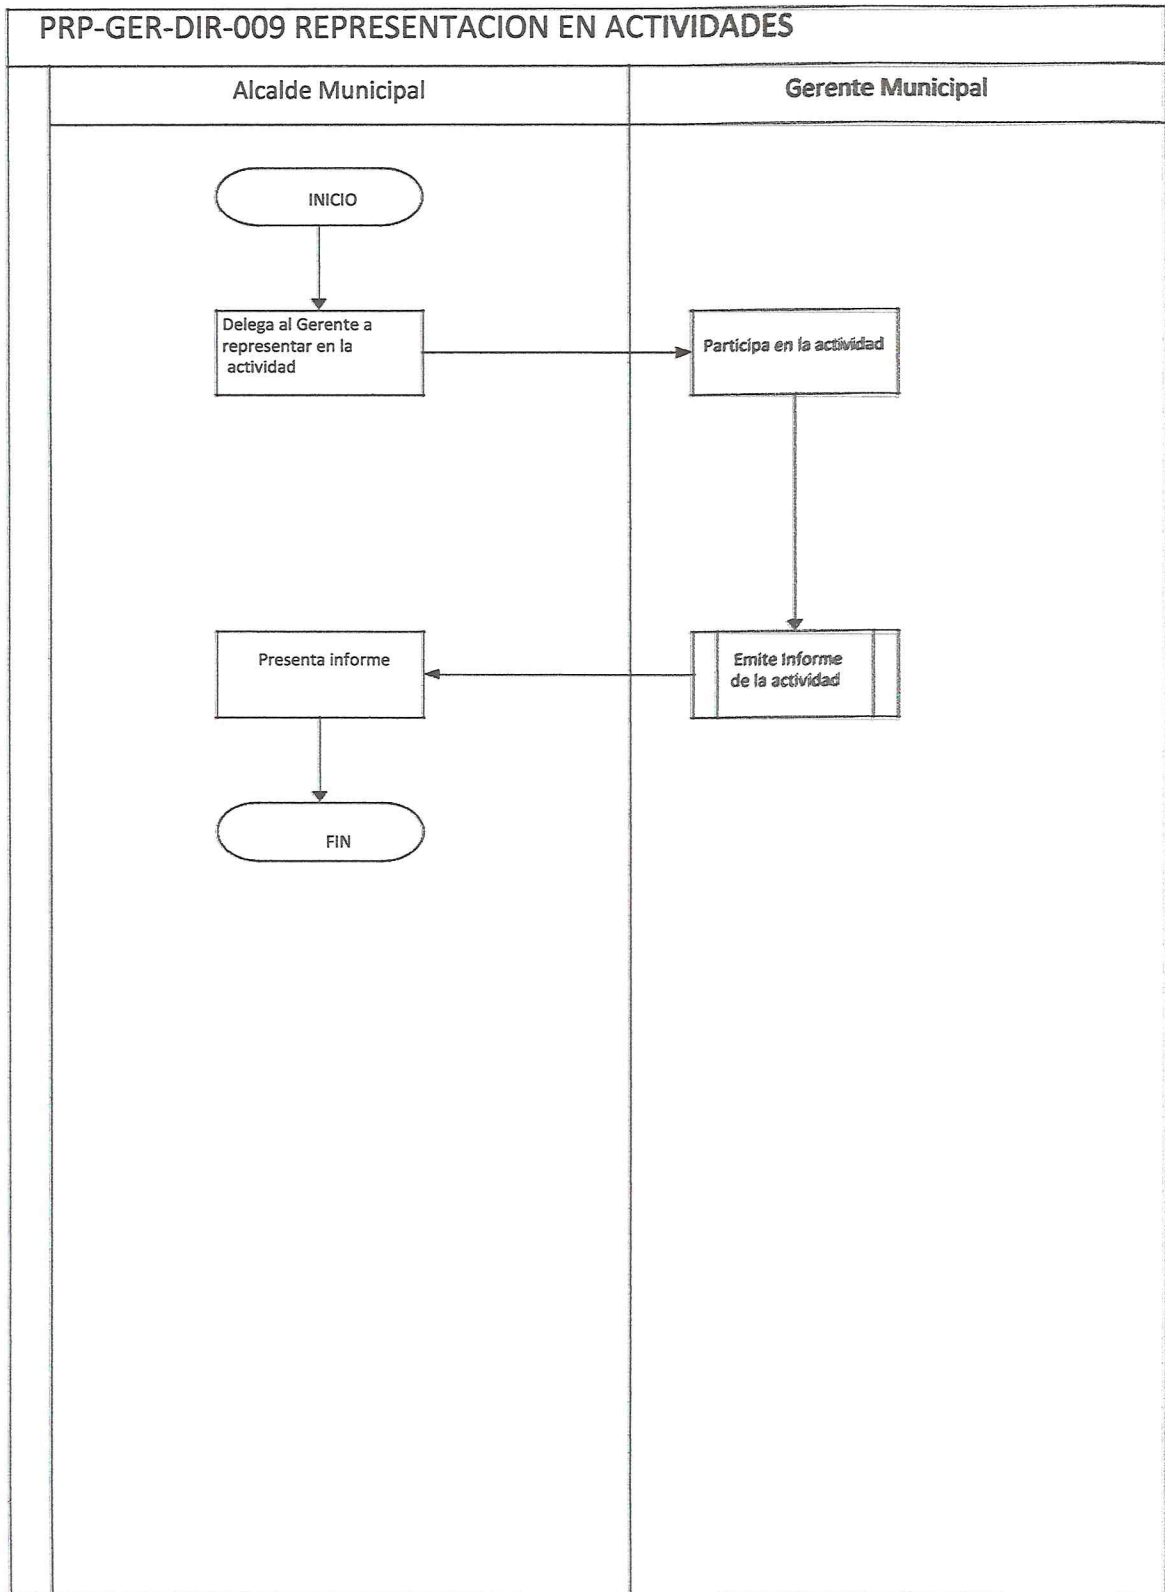 PRP-GER-DIR-009 REPRESENTACION EN ACTIVIDADES
Alcalde Municipal
Gerente Municipal
INICIO
Delega al Gerente a
representar en la
actividad
Participa en la actividad
Presenta informe
Emite Informe
de la actividad
FIN